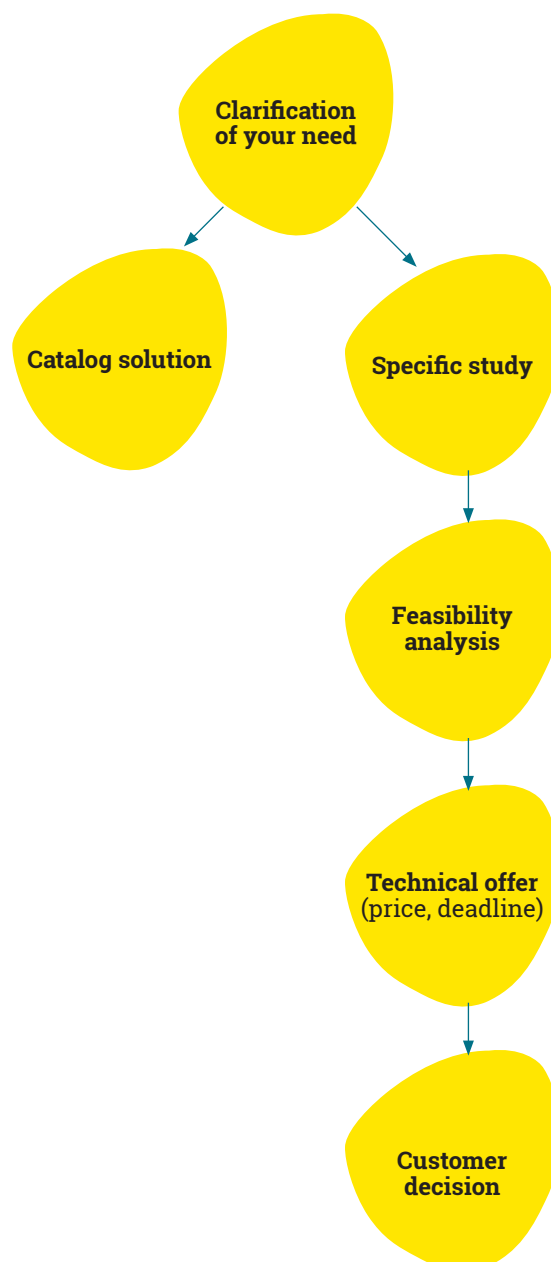 Clarification
of your need
Catalog solution
Specific study
Feasibility
analysis
Technical offer
(price, deadline)
Customer
decision